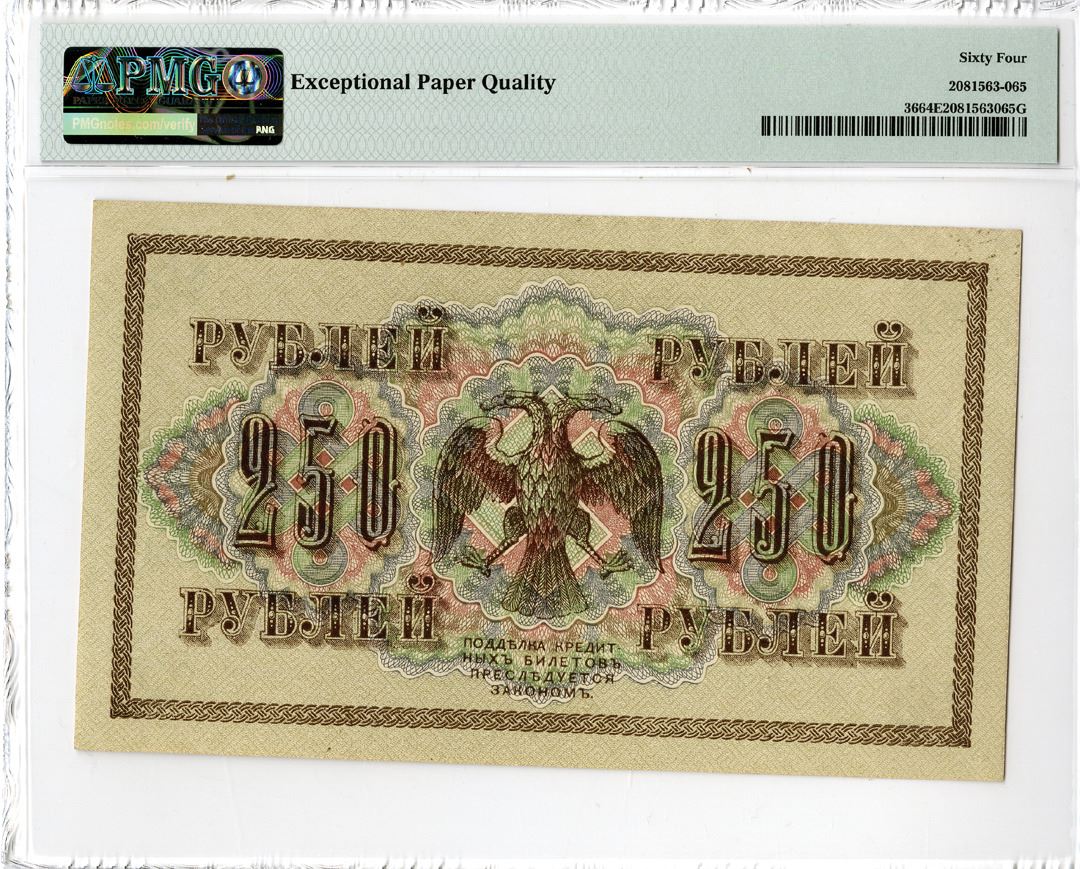 PMG
Exceptional Paper Quality
Sixty Four
2081563-065
3664E2081563065G
PMGnotes.com/verify
РУБЛЕЙ РУБЛЕЙ
250 250
РУБЛЕЙ РУБЛЕЙ
ПОДДѢЛКА КРЕДИТ
НЫХЪ БИЛЕТОВЪ
ПРЕСЛѢДУЕТСЯ
ЗАКОНОМЪ.